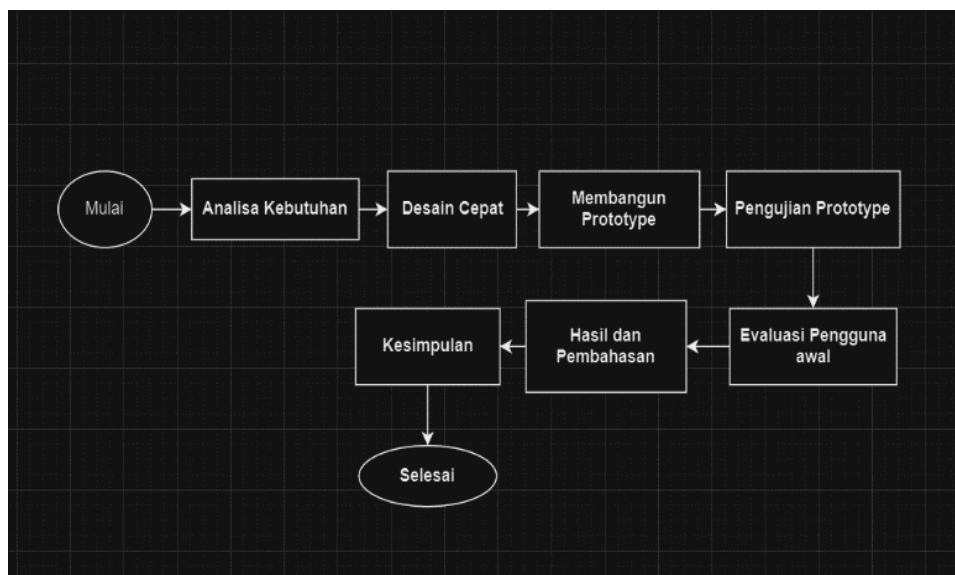 Mulai
Analisa Kebutuhan
Desain Cepat
Membangun
Prototype
Pengujian Prototype
Evaluasi Pengguna
awal
Hasil dan
Pembahasan
Kesimpulan
Selesai